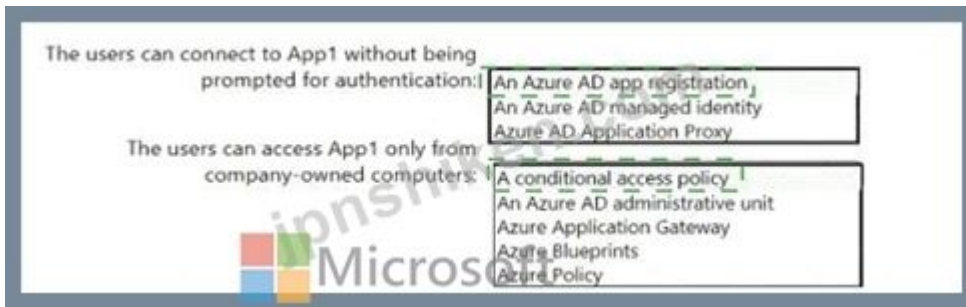 The users can connect to App1 without being
prompted for authentication:
An Azure AD app registration
An Azure AD managed identity
Azure AD Application Proxy
The users can access App1 only from
company-owned computers:
A conditional access policy
An Azure AD administrative unit
Azure Application Gateway
Azure Blueprints
Azure Policy
jpnshiken.com
Microsoft